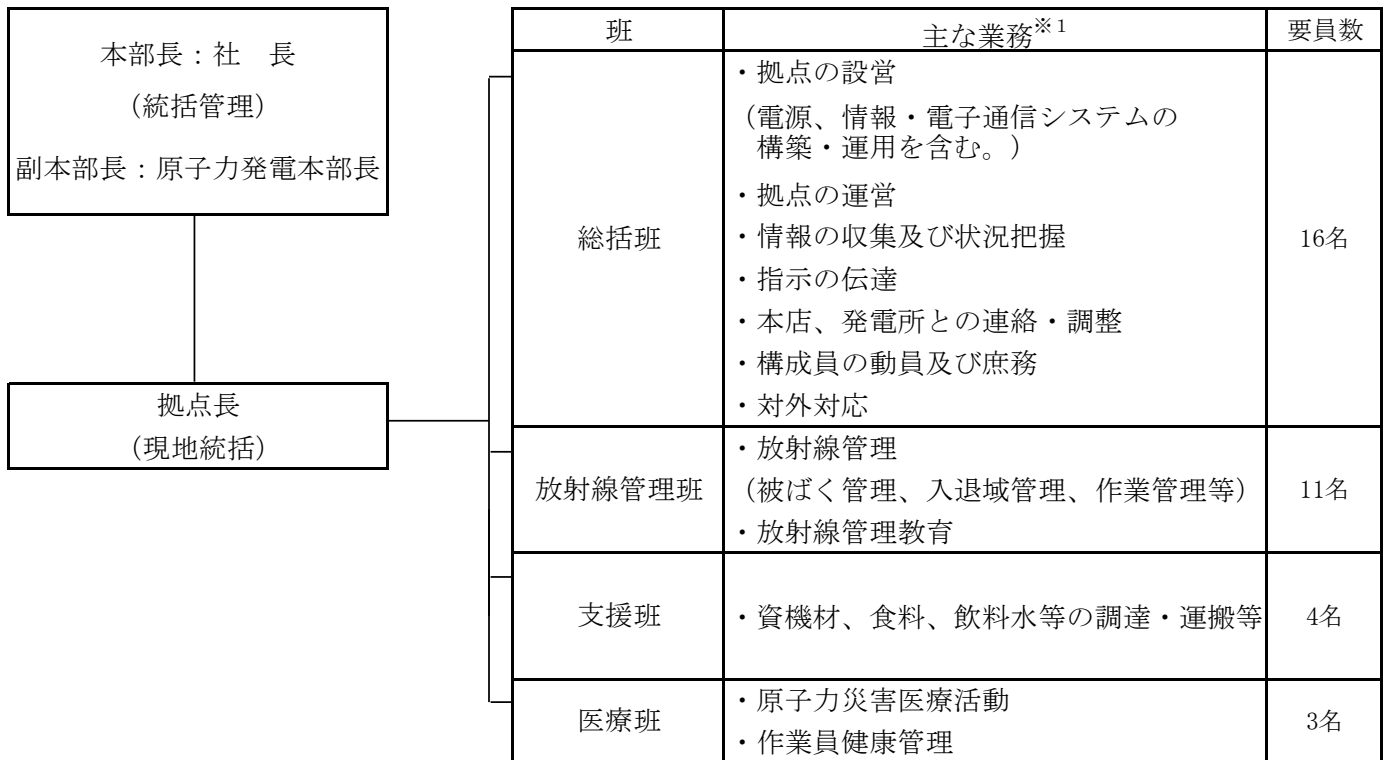 本部長：社　長
（統括管理）
副本部長：原子力発電本部長
拠点長
（現地統括）
班 主な業務※1 要員数
総括班
・拠点の設営
（電源、情報・電子通信システムの
構築・運用を含む。）
・拠点の運営
・情報の収集及び状況把握
・指示の伝達
・本店、発電所との連絡・調整
・構成員の動員及び庶務
・対外対応
16名
放射線管理班
・放射線管理
（被ばく管理、入退域管理、作業管理等）
・放射線管理教育
11名
支援班
・資機材、食料、飲料水等の調達・運搬等
4名
医療班
・原子力災害医療活動
・作業員健康管理
3名